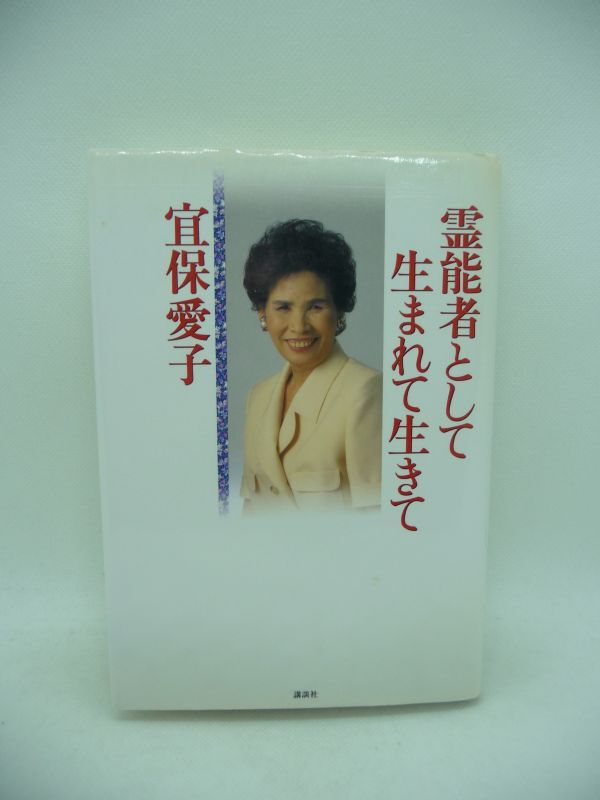 霊能者として
生まれて生きて
宜保愛子
講談社